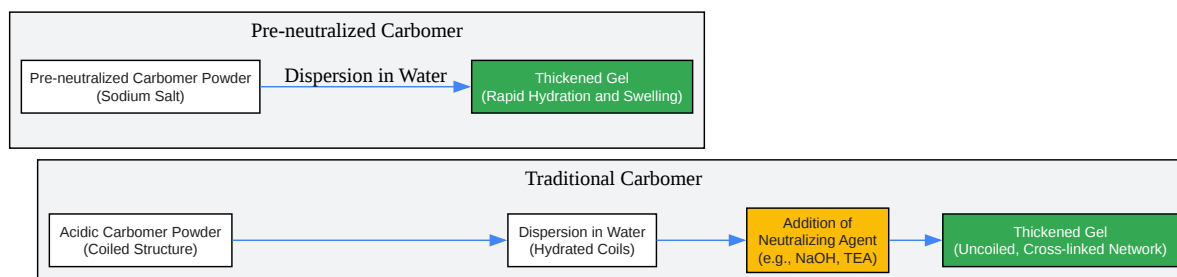 Pre-neutralized Carbomer
Pre-neutralized Carbomer Powder
(Sodium Salt)
Dispersion in Water
Thickened Gel
(Rapid Hydration and Swelling)
Traditional Carbomer
Acidic Carbomer Powder
(Coiled Structure)
Dispersion in Water
(Hydrated Coils)
Addition of
Neutralizing Agent
(e.g., NaOH, TEA)
Thickened Gel
(Uncoiled, Cross-linked Network)